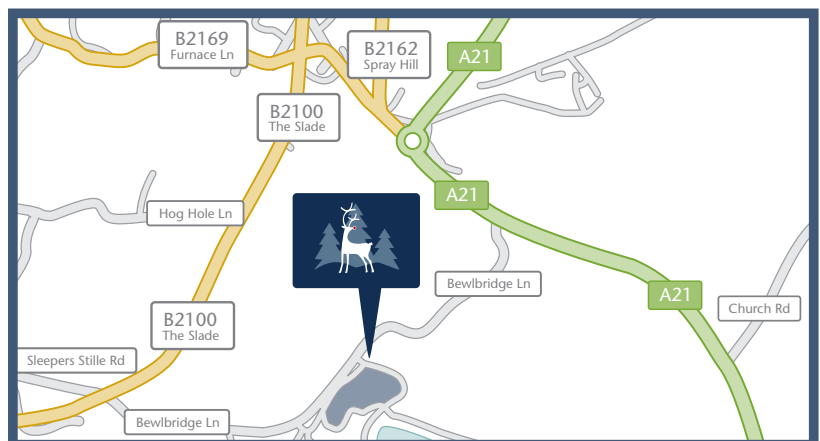 B2169
Furnace Ln
B2162
Spray Hill
A21
B2100
The Slade
A21
Hog Hole Ln
Bewlbridge Ln
A21
Church Rd
B2100
The Slade
Sleepers Stille Rd
Bewlbridge Ln